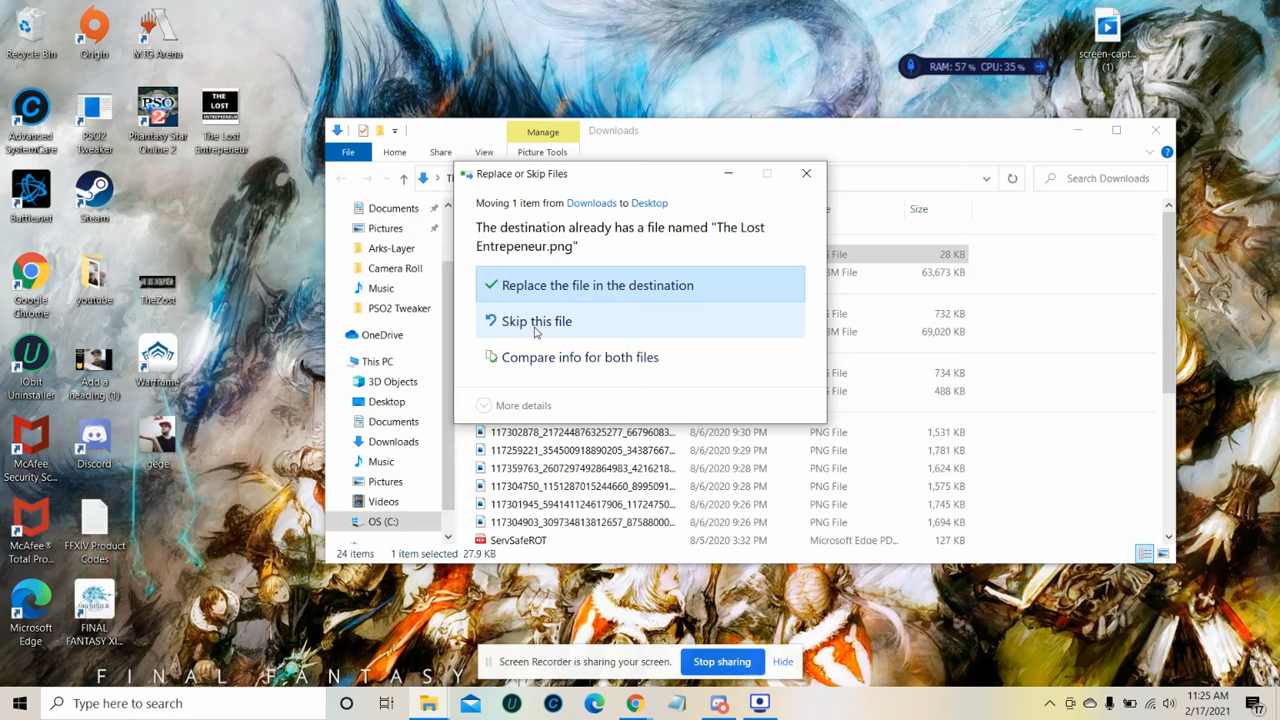 Recycle Bin
Origin
MTG Arena
screen-capt...
(1)
RAM: 57 % CPU: 35 %
Advanced
SystemCare
PSO2
Tweaker
PSO
2
Phantasy Star
Online 2
THE
LOST
ENTREPRENEUR
The Lost
Entrepeneur
Battle.net
Steam
Google
Chrome
youtube
TheZost
IObit
Uninstaller
Add a
heading (1)
Warframe
McAfee
Security Sc...
Discord
gege
McAfee®
Total Pro...
FFXIV Product
Codes
Microsoft
Edge
FINAL
FANTASY XI...
Manage
Downloads
File
Home
Share
View
Picture Tools
Search Downloads
Documents
Pictures
Arks-Layer
Camera Roll
Music
PSO2 Tweaker
OneDrive
This PC
3D Objects
Desktop
Documents
Downloads
Music
Pictures
Videos
OS (C:)
Size
28 KB
63,673 KB
732 KB
69,020 KB
734 KB
488 KB
Replace or Skip Files
Moving 1 item from Downloads to Desktop
The destination already has a file named "The Lost
Entrepeneur.png"
Replace the file in the destination
Skip this file
Compare info for both files
More details
117302878_217244876325277_66796083... 8/6/2020 9:30 PM PNG File 1,531 KB
117259221_354500918890205_34387667... 8/6/2020 9:29 PM PNG File 1,781 KB
117359763_2607297492864983_4216218... 8/6/2020 9:28 PM PNG File 1,624 KB
117304750_1151287015244660_8995091... 8/6/2020 9:28 PM PNG File 1,575 KB
117301945_594141124617906_11724750... 8/6/2020 9:26 PM PNG File 1,745 KB
117304903_309734813812657_87588000... 8/6/2020 9:26 PM PNG File 1,694 KB
ServSafeROT 8/5/2020 3:32 PM Microsoft Edge PD... 127 KB
24 items 1 item selected 27.9 KB
Screen Recorder is sharing your screen. Stop sharing Hide
FINAL FANTASY
Type here to search
11:25 AM
2/17/2021
17